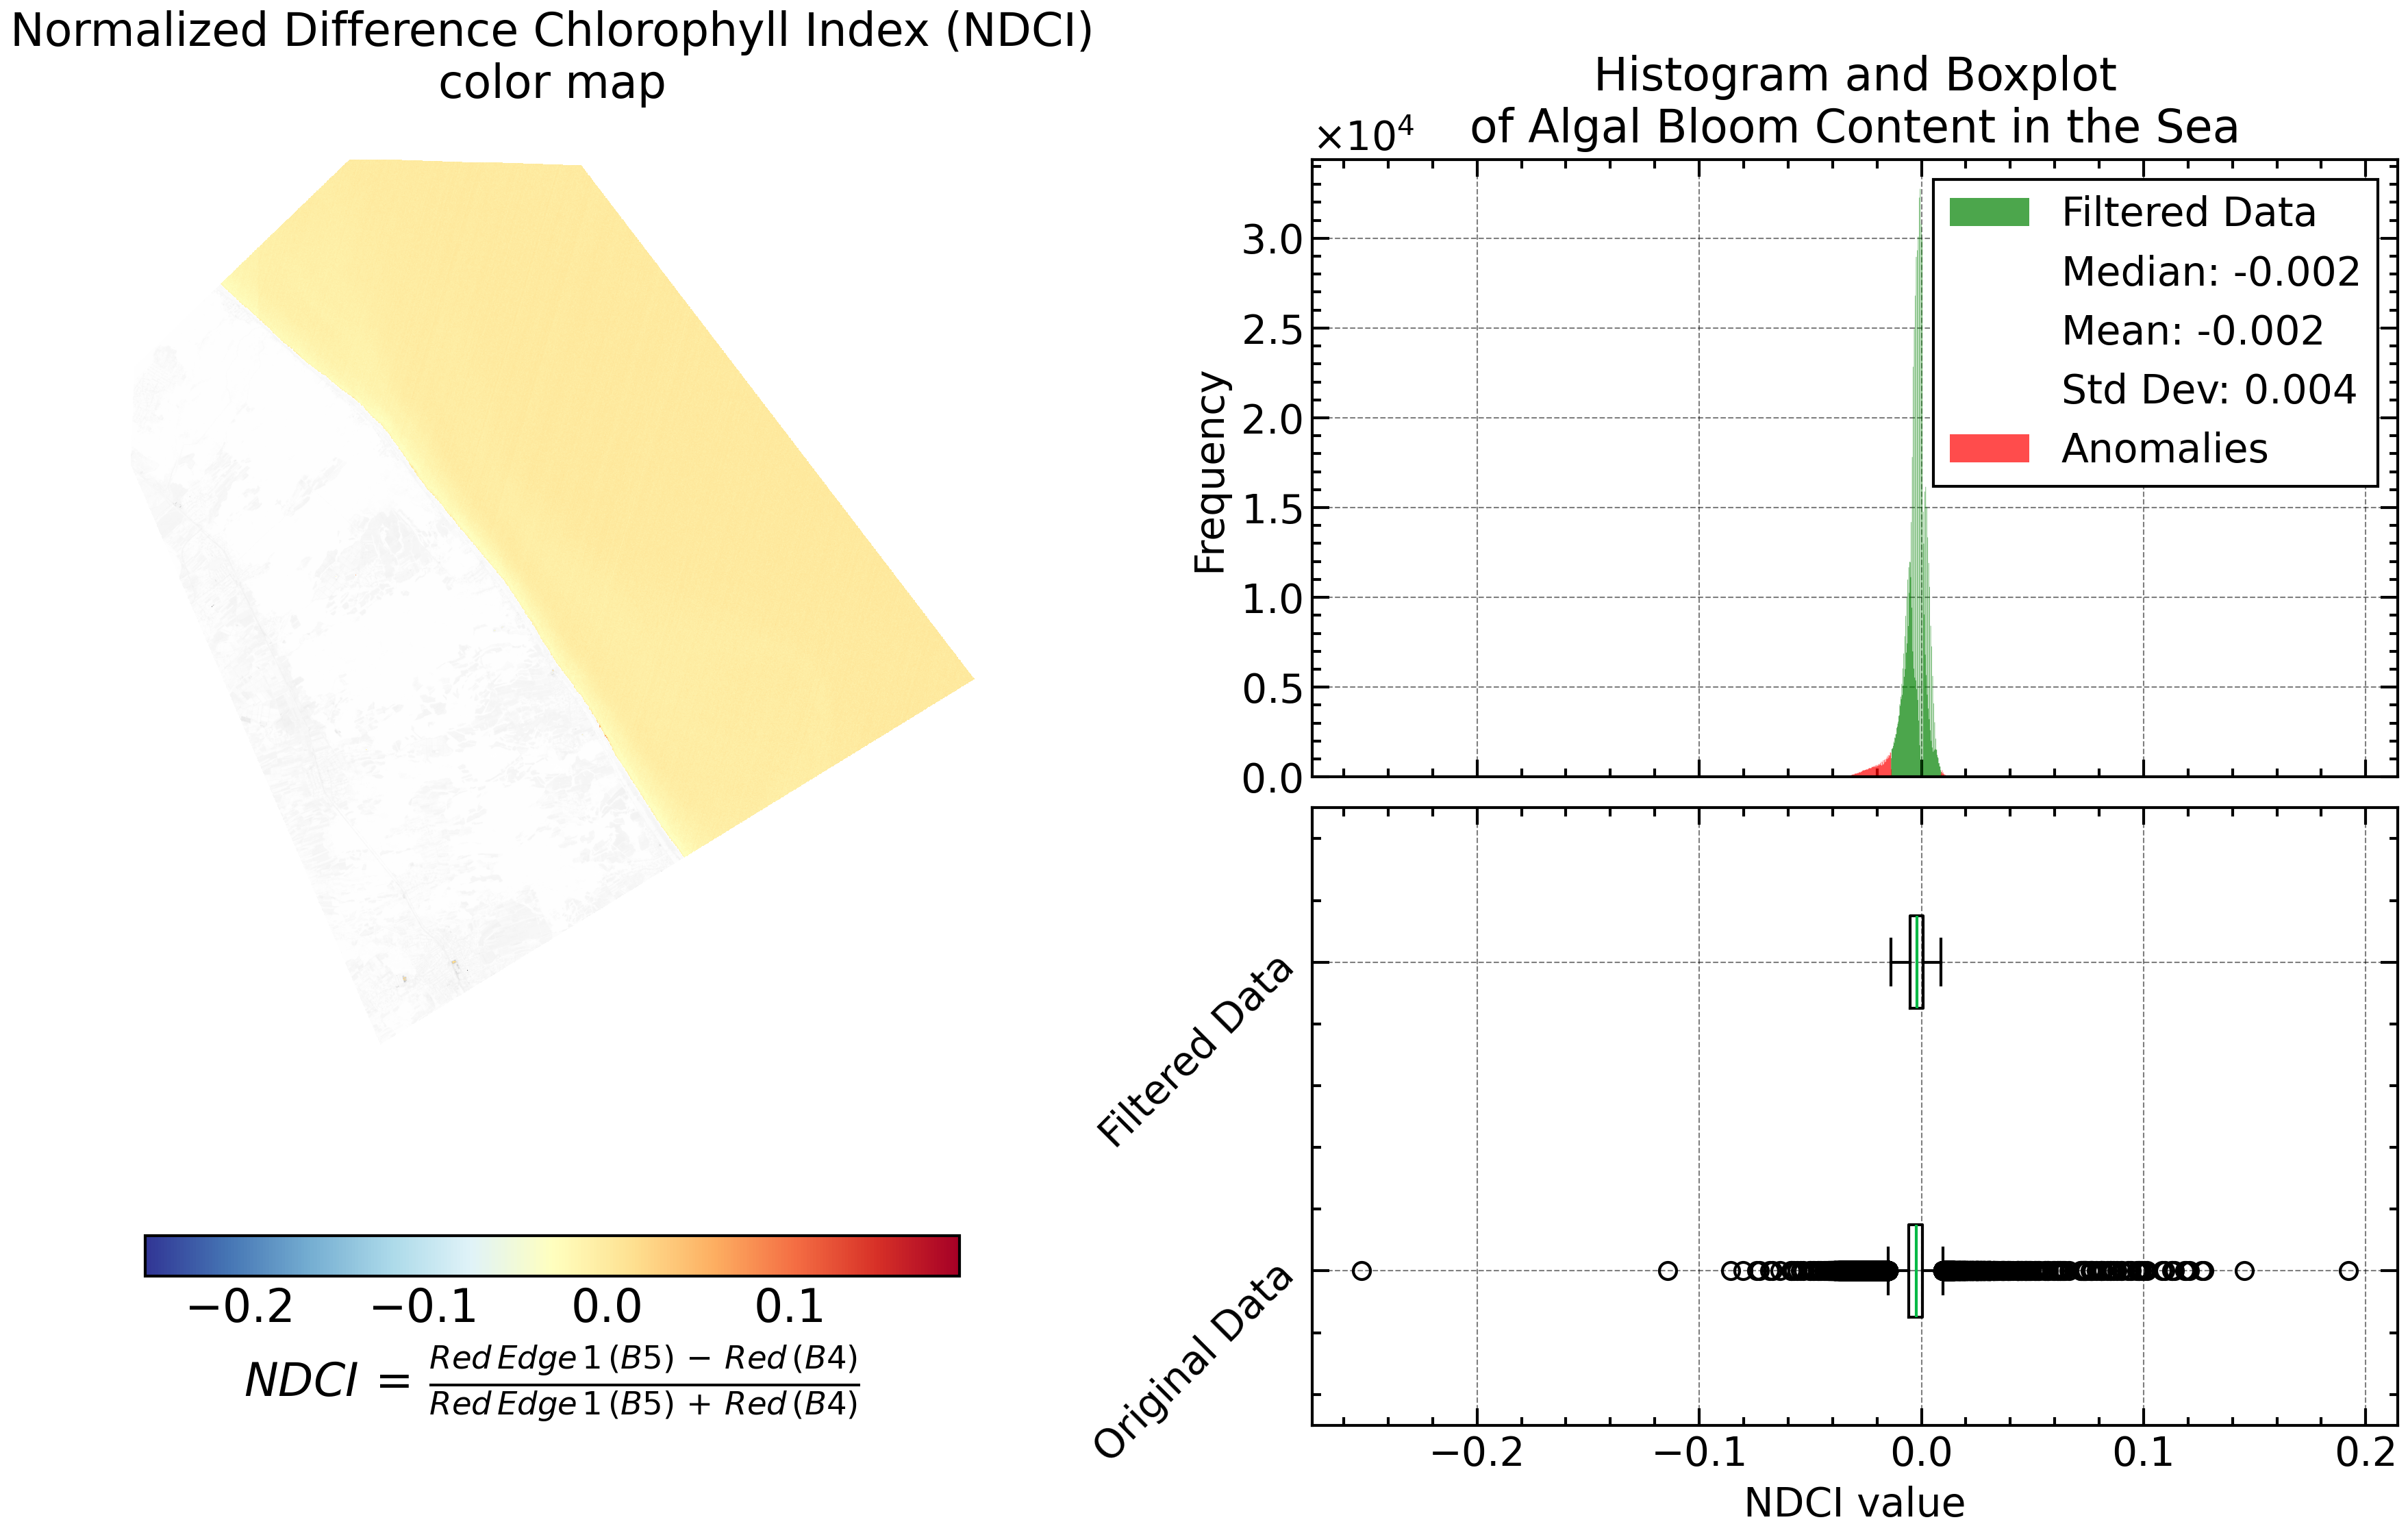 Normalized Difference Chlorophyll Index (NDCI)
color map
−0.2 −0.1 0.0 0.1
NDCI = Red Edge 1 (B5) − Red (B4) / Red Edge 1 (B5) + Red (B4)
Histogram and Boxplot
of Algal Bloom Content in the Sea
×10⁴
3.0
2.5
2.0
1.5
1.0
0.5
0.0
Frequency
Filtered Data
Median: -0.002
Mean: -0.002
Std Dev: 0.004
Anomalies
Filtered Data
Original Data
−0.2 −0.1 0.0 0.1 0.2
NDCI value